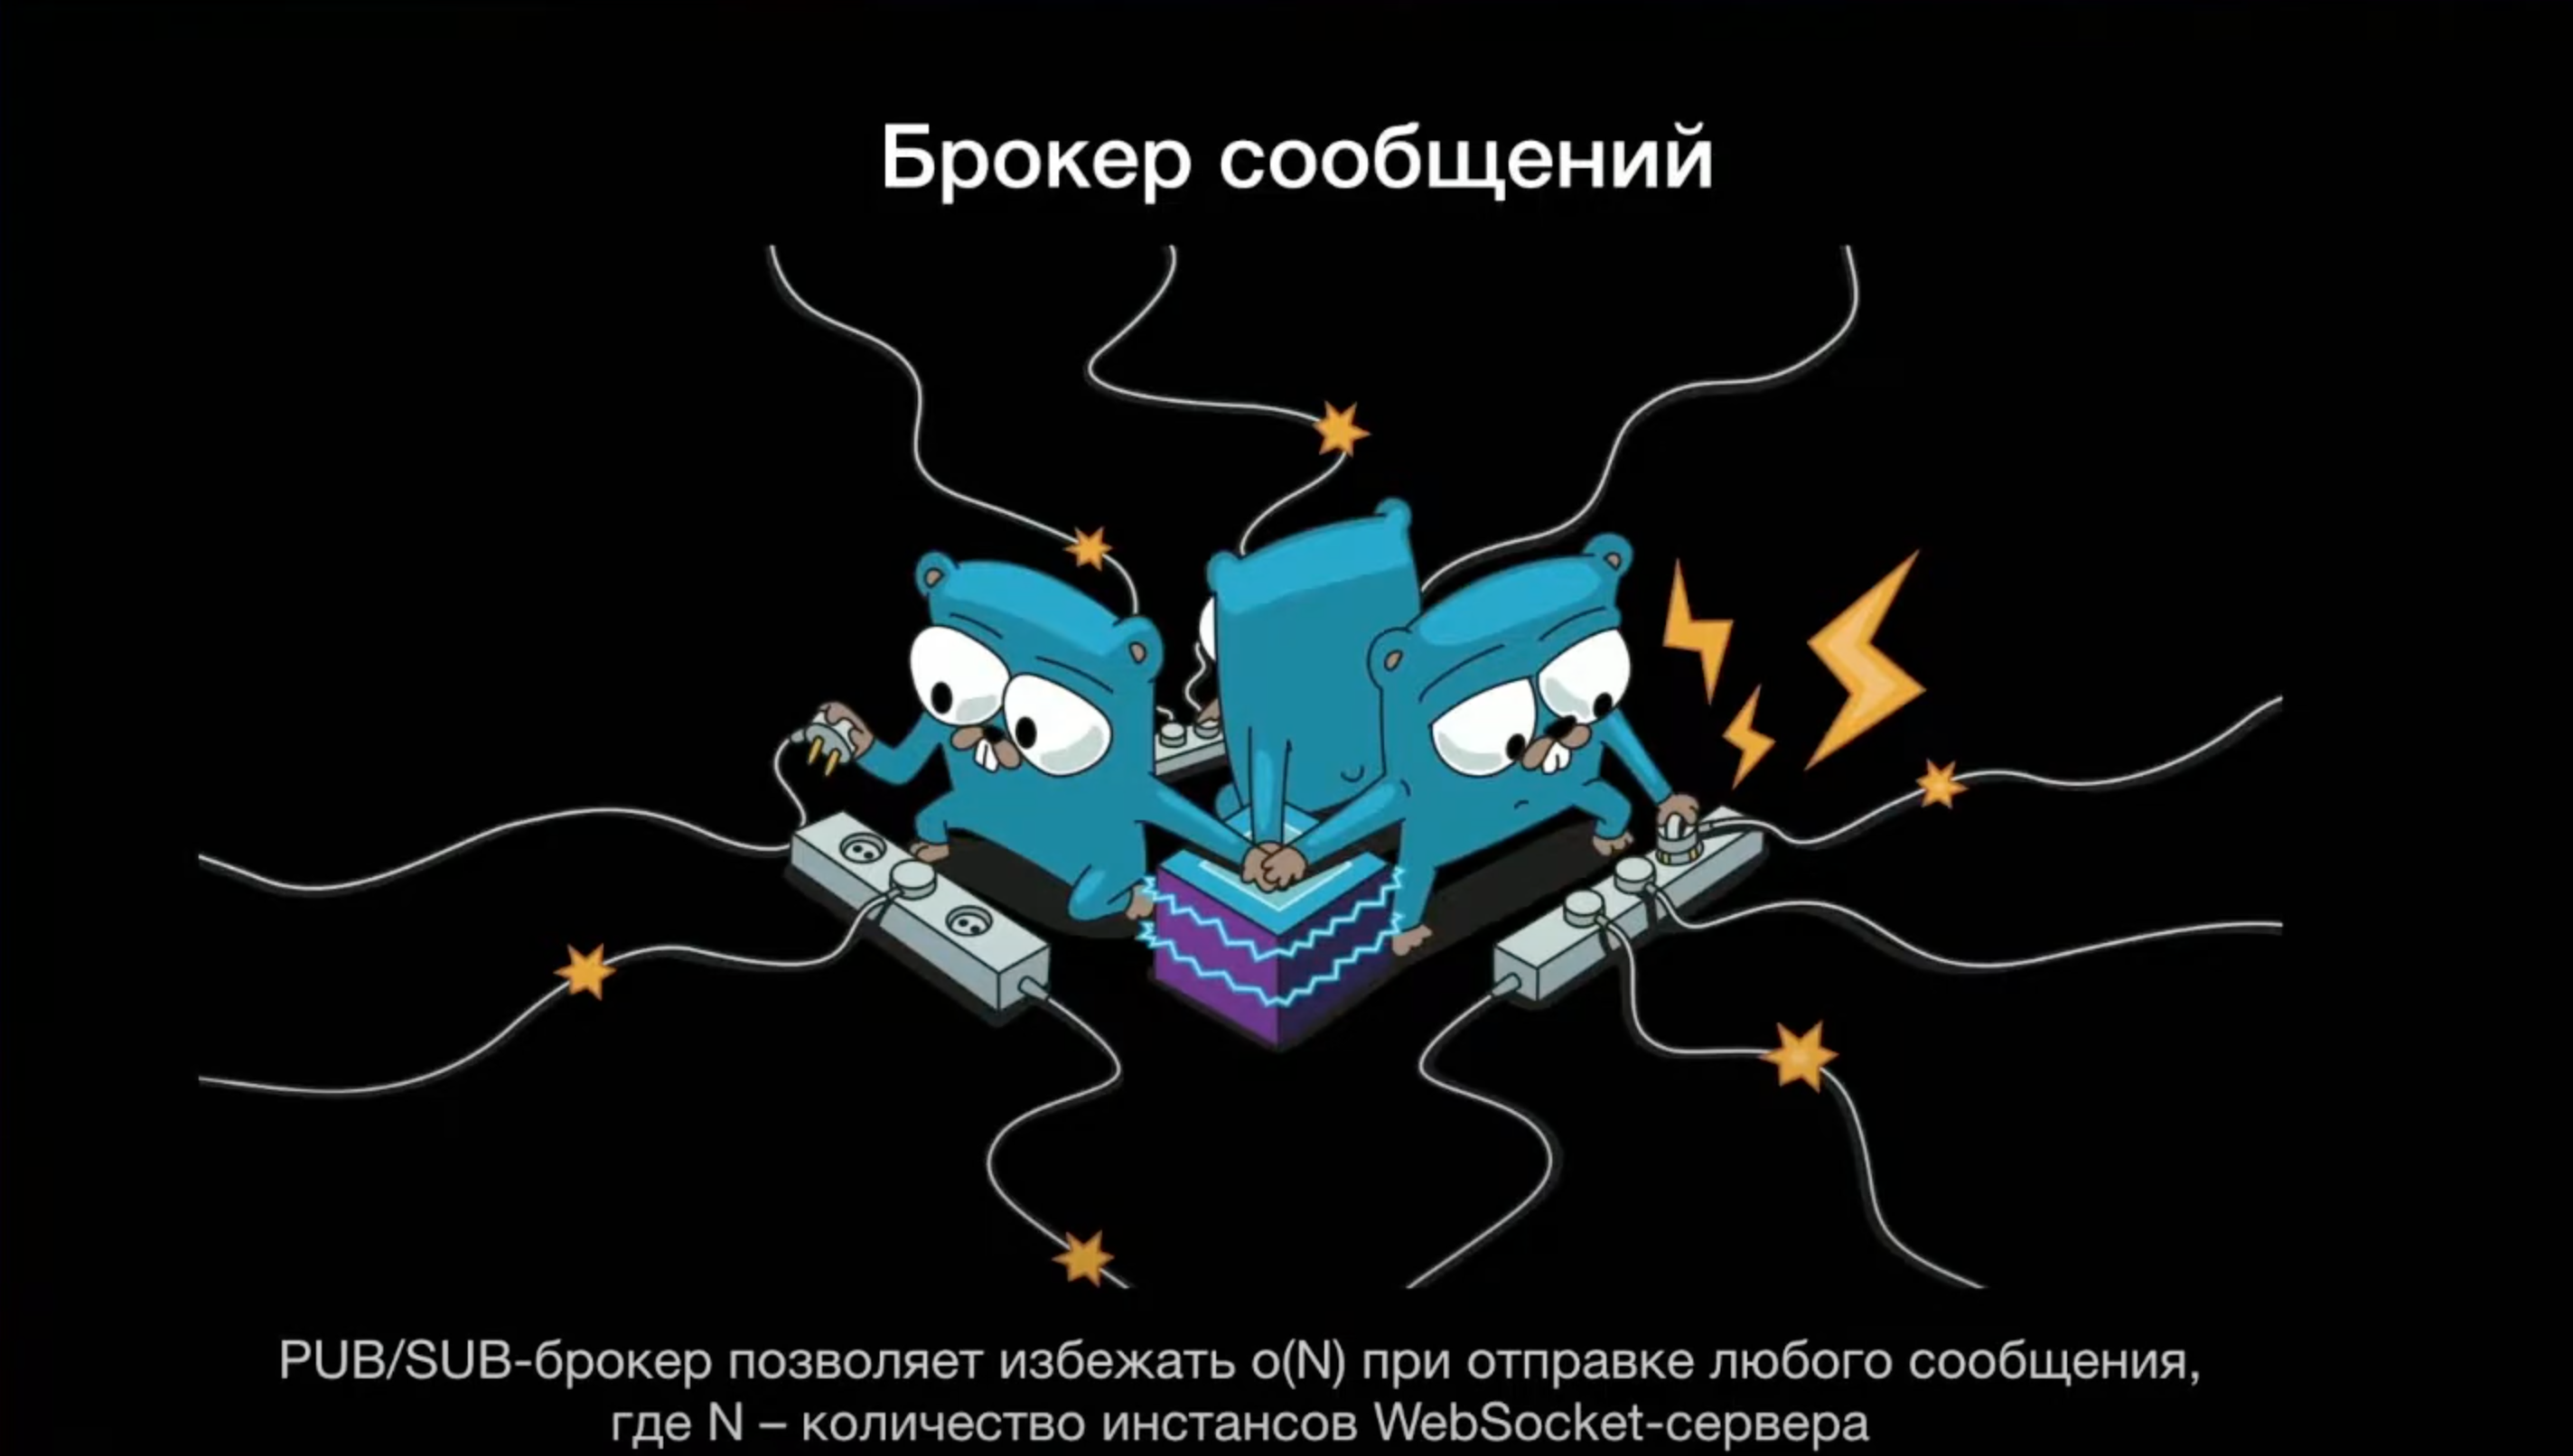 Брокер сообщений
PUB/SUB-брокер позволяет избежать o(N) при отправке любого сообщения,
где N – количество инстансов WebSocket-сервера